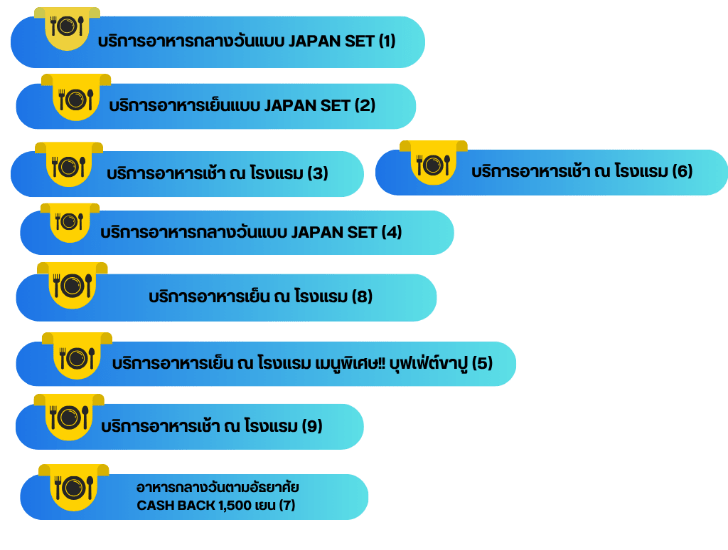 บริการอาหารกลางวันแบบ JAPAN SET (1)
บริการอาหารเย็นแบบ JAPAN SET (2)
บริการอาหารเช้า ณ โรงแรม (3)
บริการอาหารเช้า ณ โรงแรม (6)
บริการอาหารกลางวันแบบ JAPAN SET (4)
บริการอาหารเย็น ณ โรงแรม (8)
บริการอาหารเย็น ณ โรงแรม เมนูพิเศษ!! บุฟเฟ่ต์ขาปู (5)
บริการอาหารเช้า ณ โรงแรม (9)
อาหารกลางวันตามอัธยาศัย
CASH BACK 1,500 เยน (7)